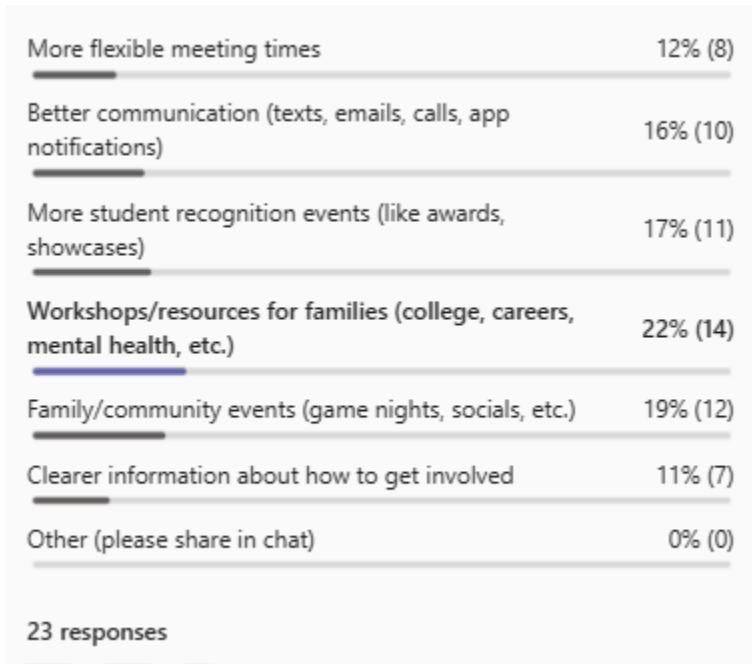 More flexible meeting times 12% (8)
Better communication (texts, emails, calls, app
notifications) 16% (10)
More student recognition events (like awards,
showcases) 17% (11)
Workshops/resources for families (college, careers,
mental health, etc.) 22% (14)
Family/community events (game nights, socials, etc.) 19% (12)
Clearer information about how to get involved 11% (7)
Other (please share in chat) 0% (0)
23 responses